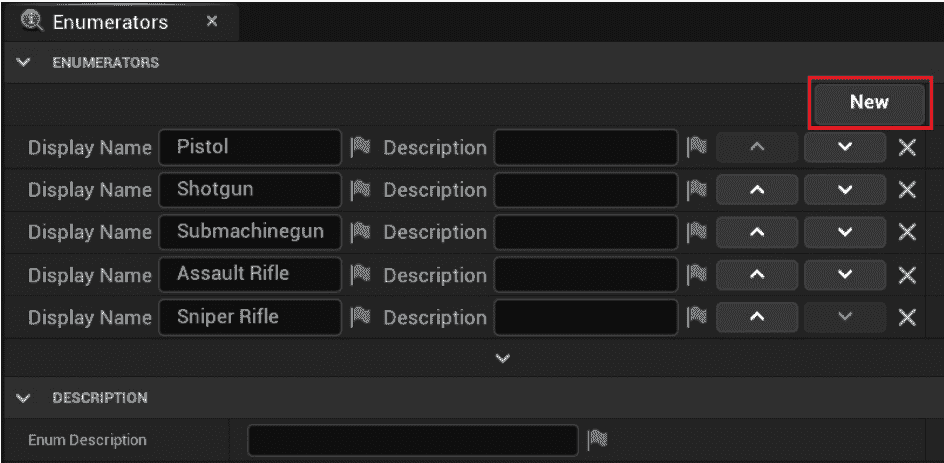 Enumerators
ENUMERATORS
New
Display Name Pistol Description
Display Name Shotgun Description
Display Name Submachinegun Description
Display Name Assault Rifle Description
Display Name Sniper Rifle Description
DESCRIPTION
Enum Description